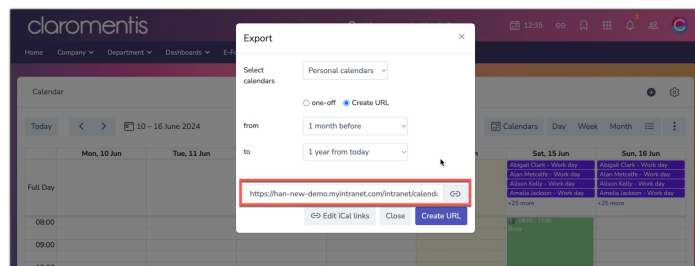 claromentis
12:35
Home Company Department Dashboards
Export
Select calendars
Personal calendars
one-off Create URL
from
1 month before
to
1 year from today
https://han-new-demo.myintranet.com/intranet/calenda
Edit iCal links Close Create URL
Calendar
Today 10 – 16 June 2024
Calendars Day Week Month
Mon, 10 Jun Tue, 11 Jun Sat, 15 Jun Sun, 16 Jun
Full Day
Abigail Clark - Work day Abigail Clark - Work day
Alan Metcalfe - Work day Alan Metcalfe - Work day
Alison Kelly - Work day Alison Kelly - Work day
Amelia Jackson - Work day Amelia Jackson - Work day
+25 more +25 more
08:00
09:00